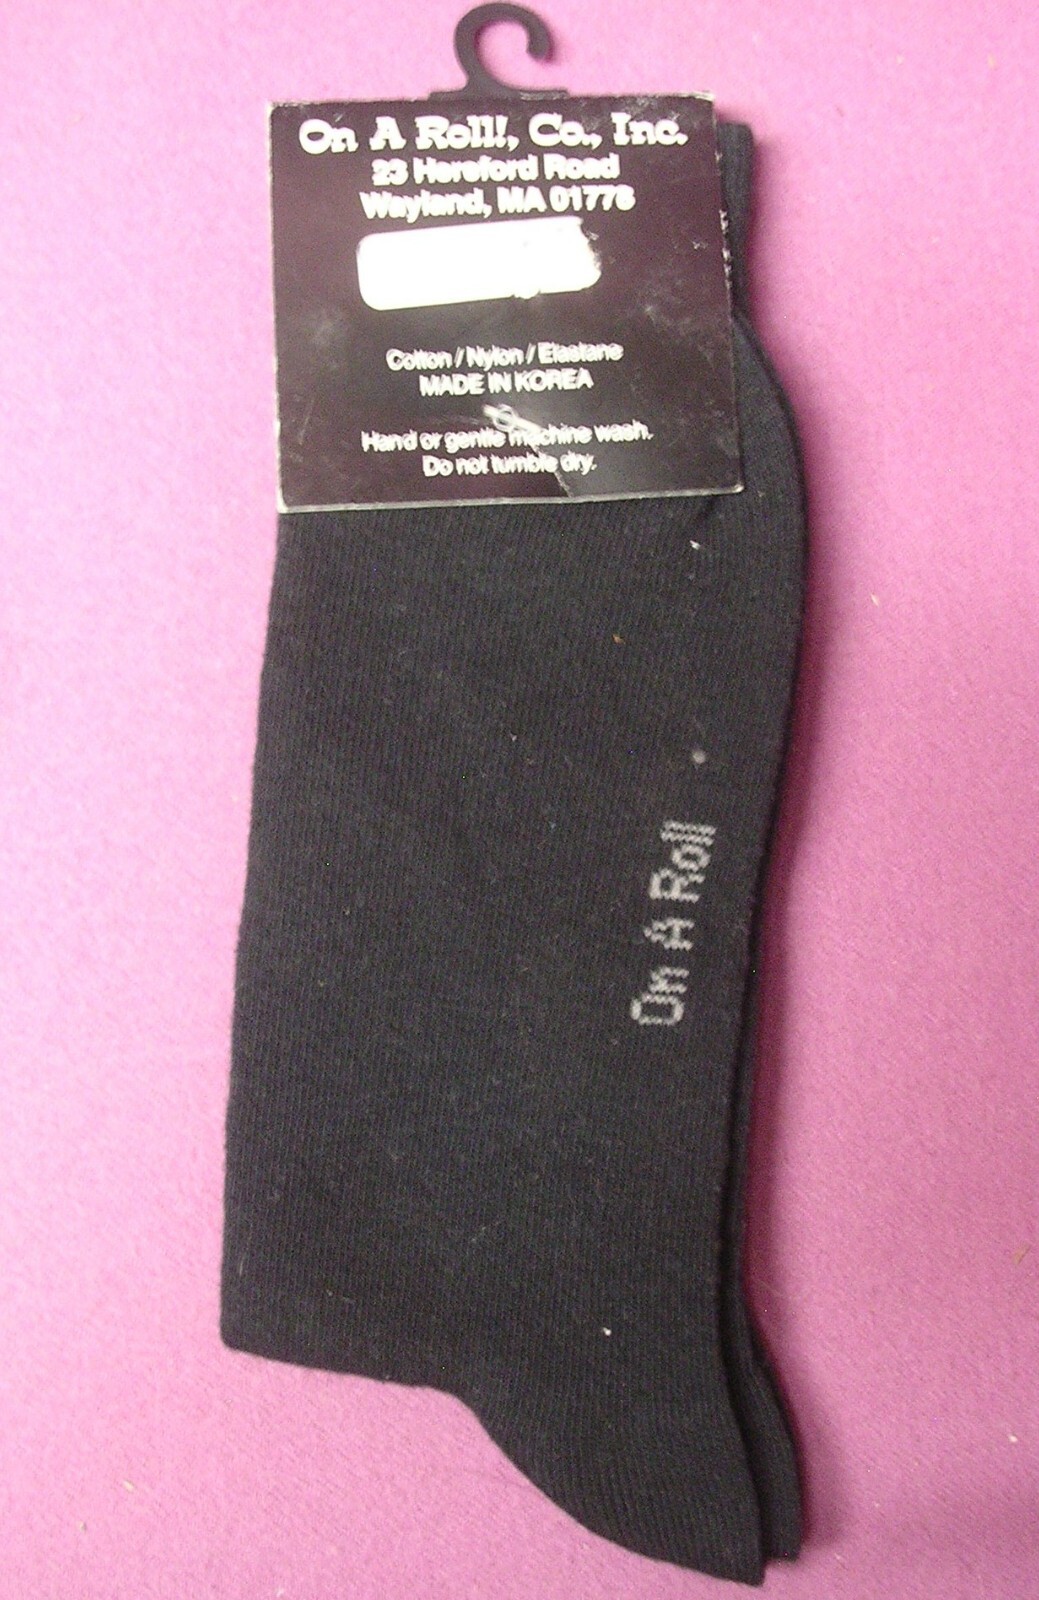 On A Roll!, Co., Inc.
23 Hereford Road
Wayland, MA 01778
Cotton / Nylon / Elastane
MADE IN KOREA
Hand or gentle machine wash.
Do not tumble dry.
On A Roll